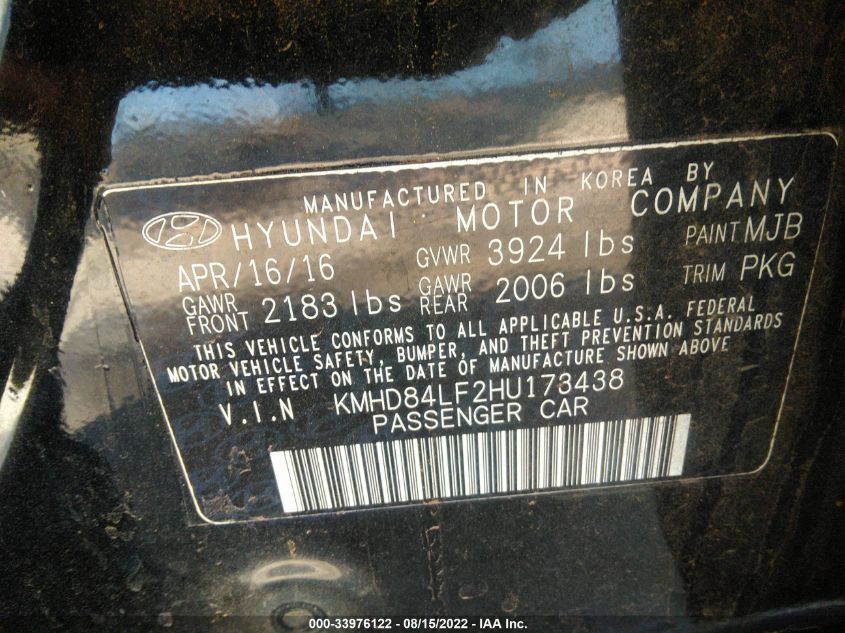 MANUFACTURED IN KOREA BY
HYUNDAI MOTOR COMPANY
APR/16/16 GVWR 3924 lbs PAINT MJB
GAWR FRONT 2183 lbs GAWR REAR 2006 lbs TRIM PKG
THIS VEHICLE CONFORMS TO ALL APPLICABLE U.S.A. FEDERAL
MOTOR VEHICLE SAFETY, BUMPER, AND THEFT PREVENTION STANDARDS
IN EFFECT ON THE DATE OF MANUFACTURE SHOWN ABOVE
V.I.N KMHD84LF2HU173438
PASSENGER CAR
000-33976122 - 08/15/2022 - IAA Inc.